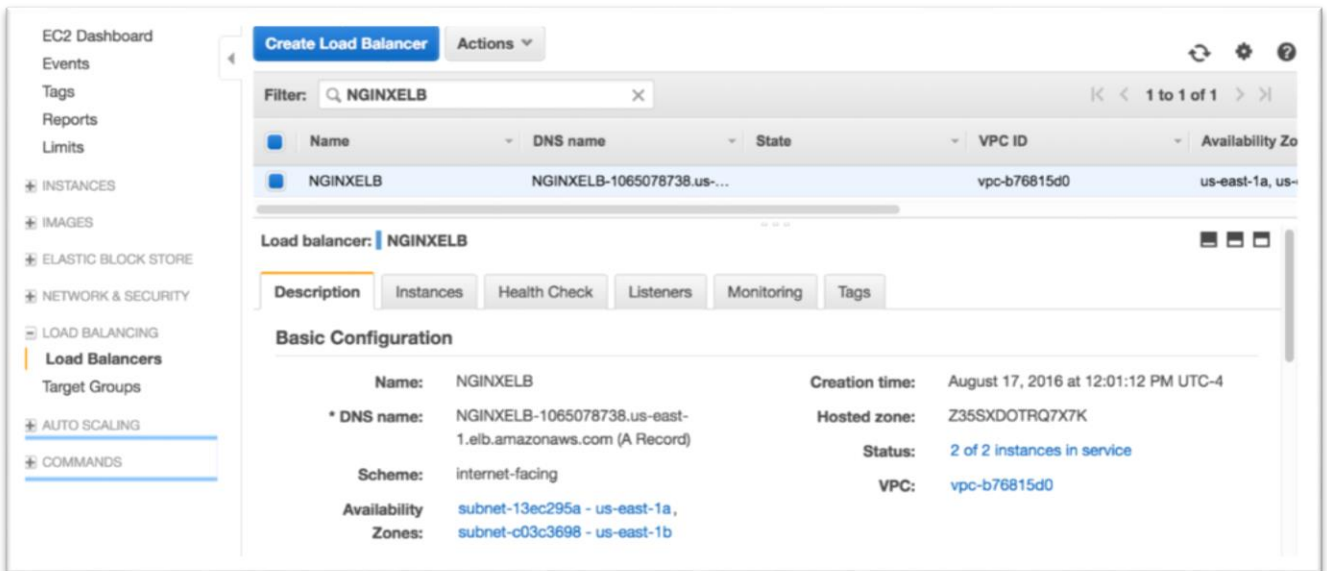 EC2 Dashboard
Events
Tags
Reports
Limits
INSTANCES
IMAGES
ELASTIC BLOCK STORE
NETWORK & SECURITY
LOAD BALANCING
Load Balancers
Target Groups
AUTO SCALING
COMMANDS
Create Load Balancer Actions
Filter: NGINXELB 1 to 1 of 1
Name DNS name State VPC ID Availability Zo
NGINXELB NGINXELB-1065078738.us-... vpc-b76815d0 us-east-1a, us-
Load balancer: NGINXELB
Description Instances Health Check Listeners Monitoring Tags
Basic Configuration
Name: NGINXELB
* DNS name: NGINXELB-1065078738.us-east-
1.elb.amazonaws.com (A Record)
Scheme: internet-facing
Availability subnet-13ec295a - us-east-1a,
Zones: subnet-c03c3698 - us-east-1b
Creation time: August 17, 2016 at 12:01:12 PM UTC-4
Hosted zone: Z35SXDOTRQ7X7K
Status: 2 of 2 instances in service
VPC: vpc-b76815d0